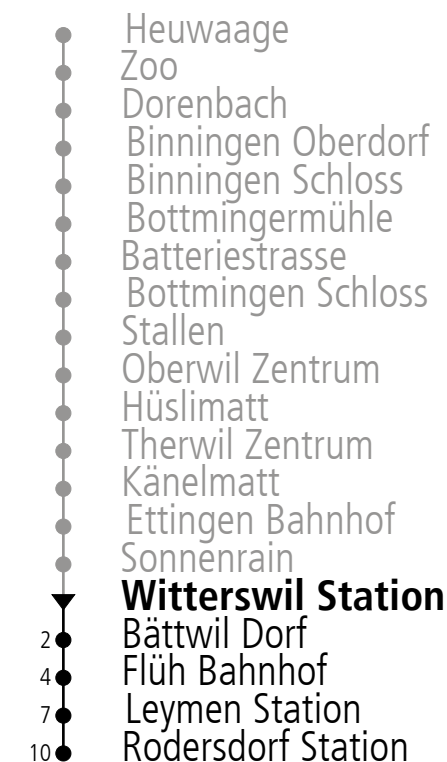 Heuwaage
Zoo
Dorenbach
Binningen Oberdorf
Binningen Schloss
Bottmingermühle
Batteriestrasse
Bottmingen Schloss
Stallen
Oberwil Zentrum
Hüslimatt
Therwil Zentrum
Känelmatt
Ettingen Bahnhof
Sonnenrain
Witterswil Station
2 Bättwil Dorf
4 Flüh Bahnhof
7 Leymen Station
10 Rodersdorf Station